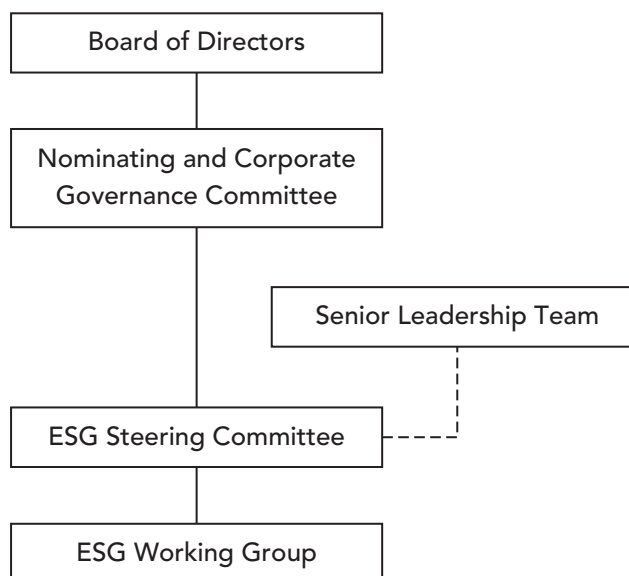 Board of Directors
Nominating and Corporate
Governance Committee
Senior Leadership Team
ESG Steering Committee
ESG Working Group